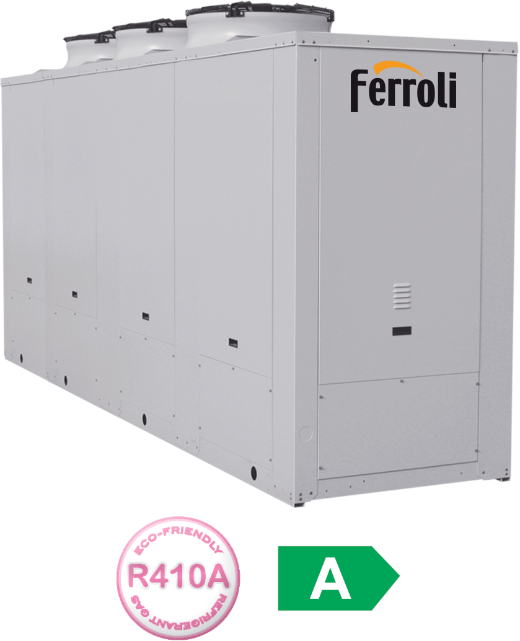 Ferroli
ECO-FRIENDLY
R410A
REFRIGERANT GAS
A